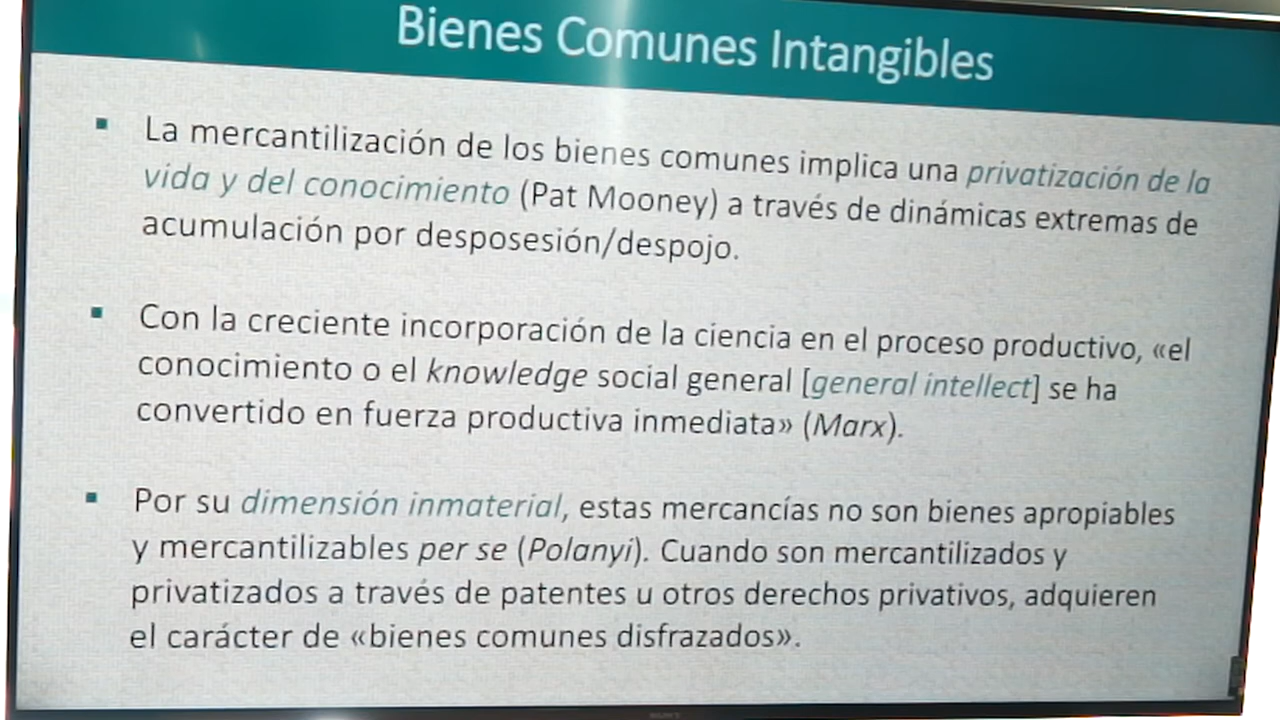 Bienes Comunes Intangibles
▪ La mercantilización de los bienes comunes implica una privatización de la
vida y del conocimiento (Pat Mooney) a través de dinámicas extremas de
acumulación por desposesión/despojo.
▪ Con la creciente incorporación de la ciencia en el proceso productivo, «el
conocimiento o el knowledge social general [general intellect] se ha
convertido en fuerza productiva inmediata» (Marx).
▪ Por su dimensión inmaterial, estas mercancías no son bienes apropiables
y mercantilizables per se (Polanyi). Cuando son mercantilizados y
privatizados a través de patentes u otros derechos privativos, adquieren
el carácter de «bienes comunes disfrazados».
SONY